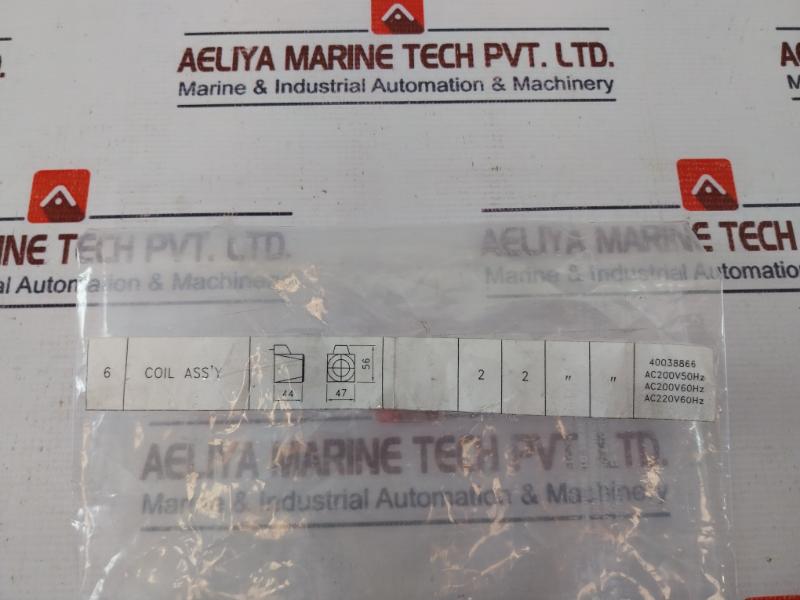 AELIYA MARINE TECH PVT. LTD.
Marine & Industrial Automation & Machinery
INE TECH PVT. LTD.
al Automation & Machinery
AELIYA MARINE TECH
Marine & Industrial Automation
6 COIL ASS'Y 44 47 56 - 2 2 " " 40038866
AC200V50Hz
AC200V60Hz
AC220V60Hz
AELIYA MARINE TECH PVT. LTD.
Marine & Industrial Automation & Machinery